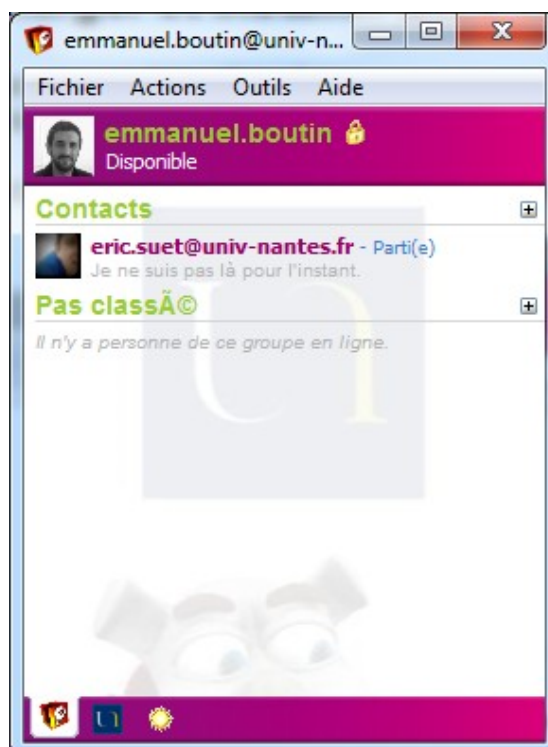 emmanuel.boutin@univ-n...
Fichier Actions Outils Aide
emmanuel.boutin
Disponible
Contacts
eric.suet@univ-nantes.fr - Parti(e)
Je ne suis pas là pour l'instant.
Pas classÃ©
Il n'y a personne de ce groupe en ligne.